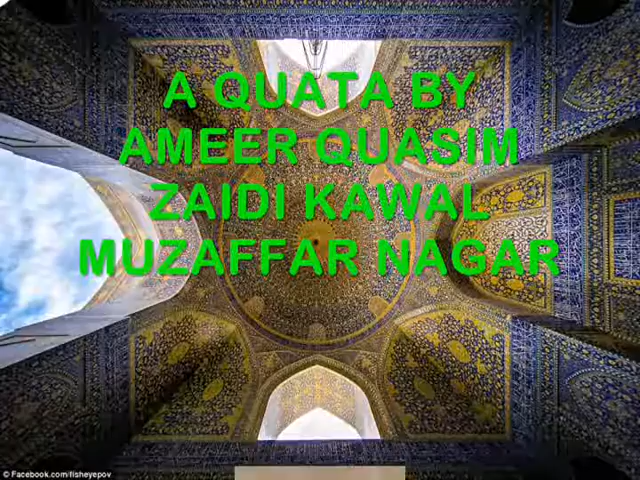 A QUATA BY
AMEER QUASIM
ZAIDI KAWAL
MUZAFFAR NAGAR
© Facebook.com/fisheyepov